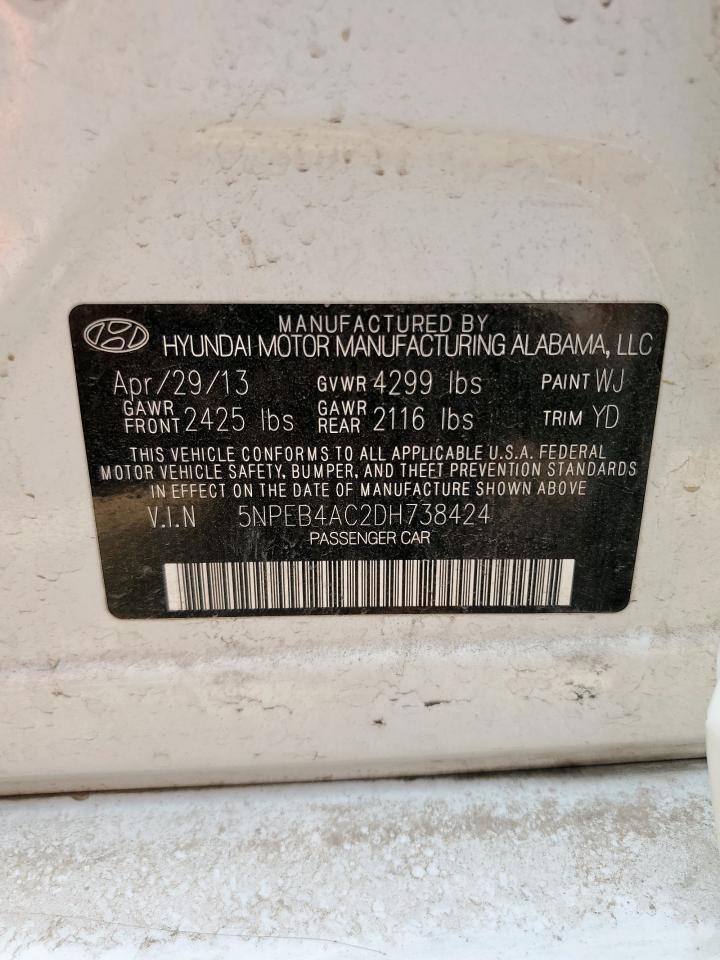 MANUFACTURED BY
HYUNDAI MOTOR MANUFACTURING ALABAMA, LLC
Apr/29/13 GVWR 4299 lbs PAINT WJ
GAWR FRONT 2425 lbs GAWR REAR 2116 lbs TRIM YD
THIS VEHICLE CONFORMS TO ALL APPLICABLE U.S.A. FEDERAL
MOTOR VEHICLE SAFETY, BUMPER, AND THEFT PREVENTION STANDARDS
IN EFFECT ON THE DATE OF MANUFACTURE SHOWN ABOVE
V.I.N 5NPEB4AC2DH738424
PASSENGER CAR